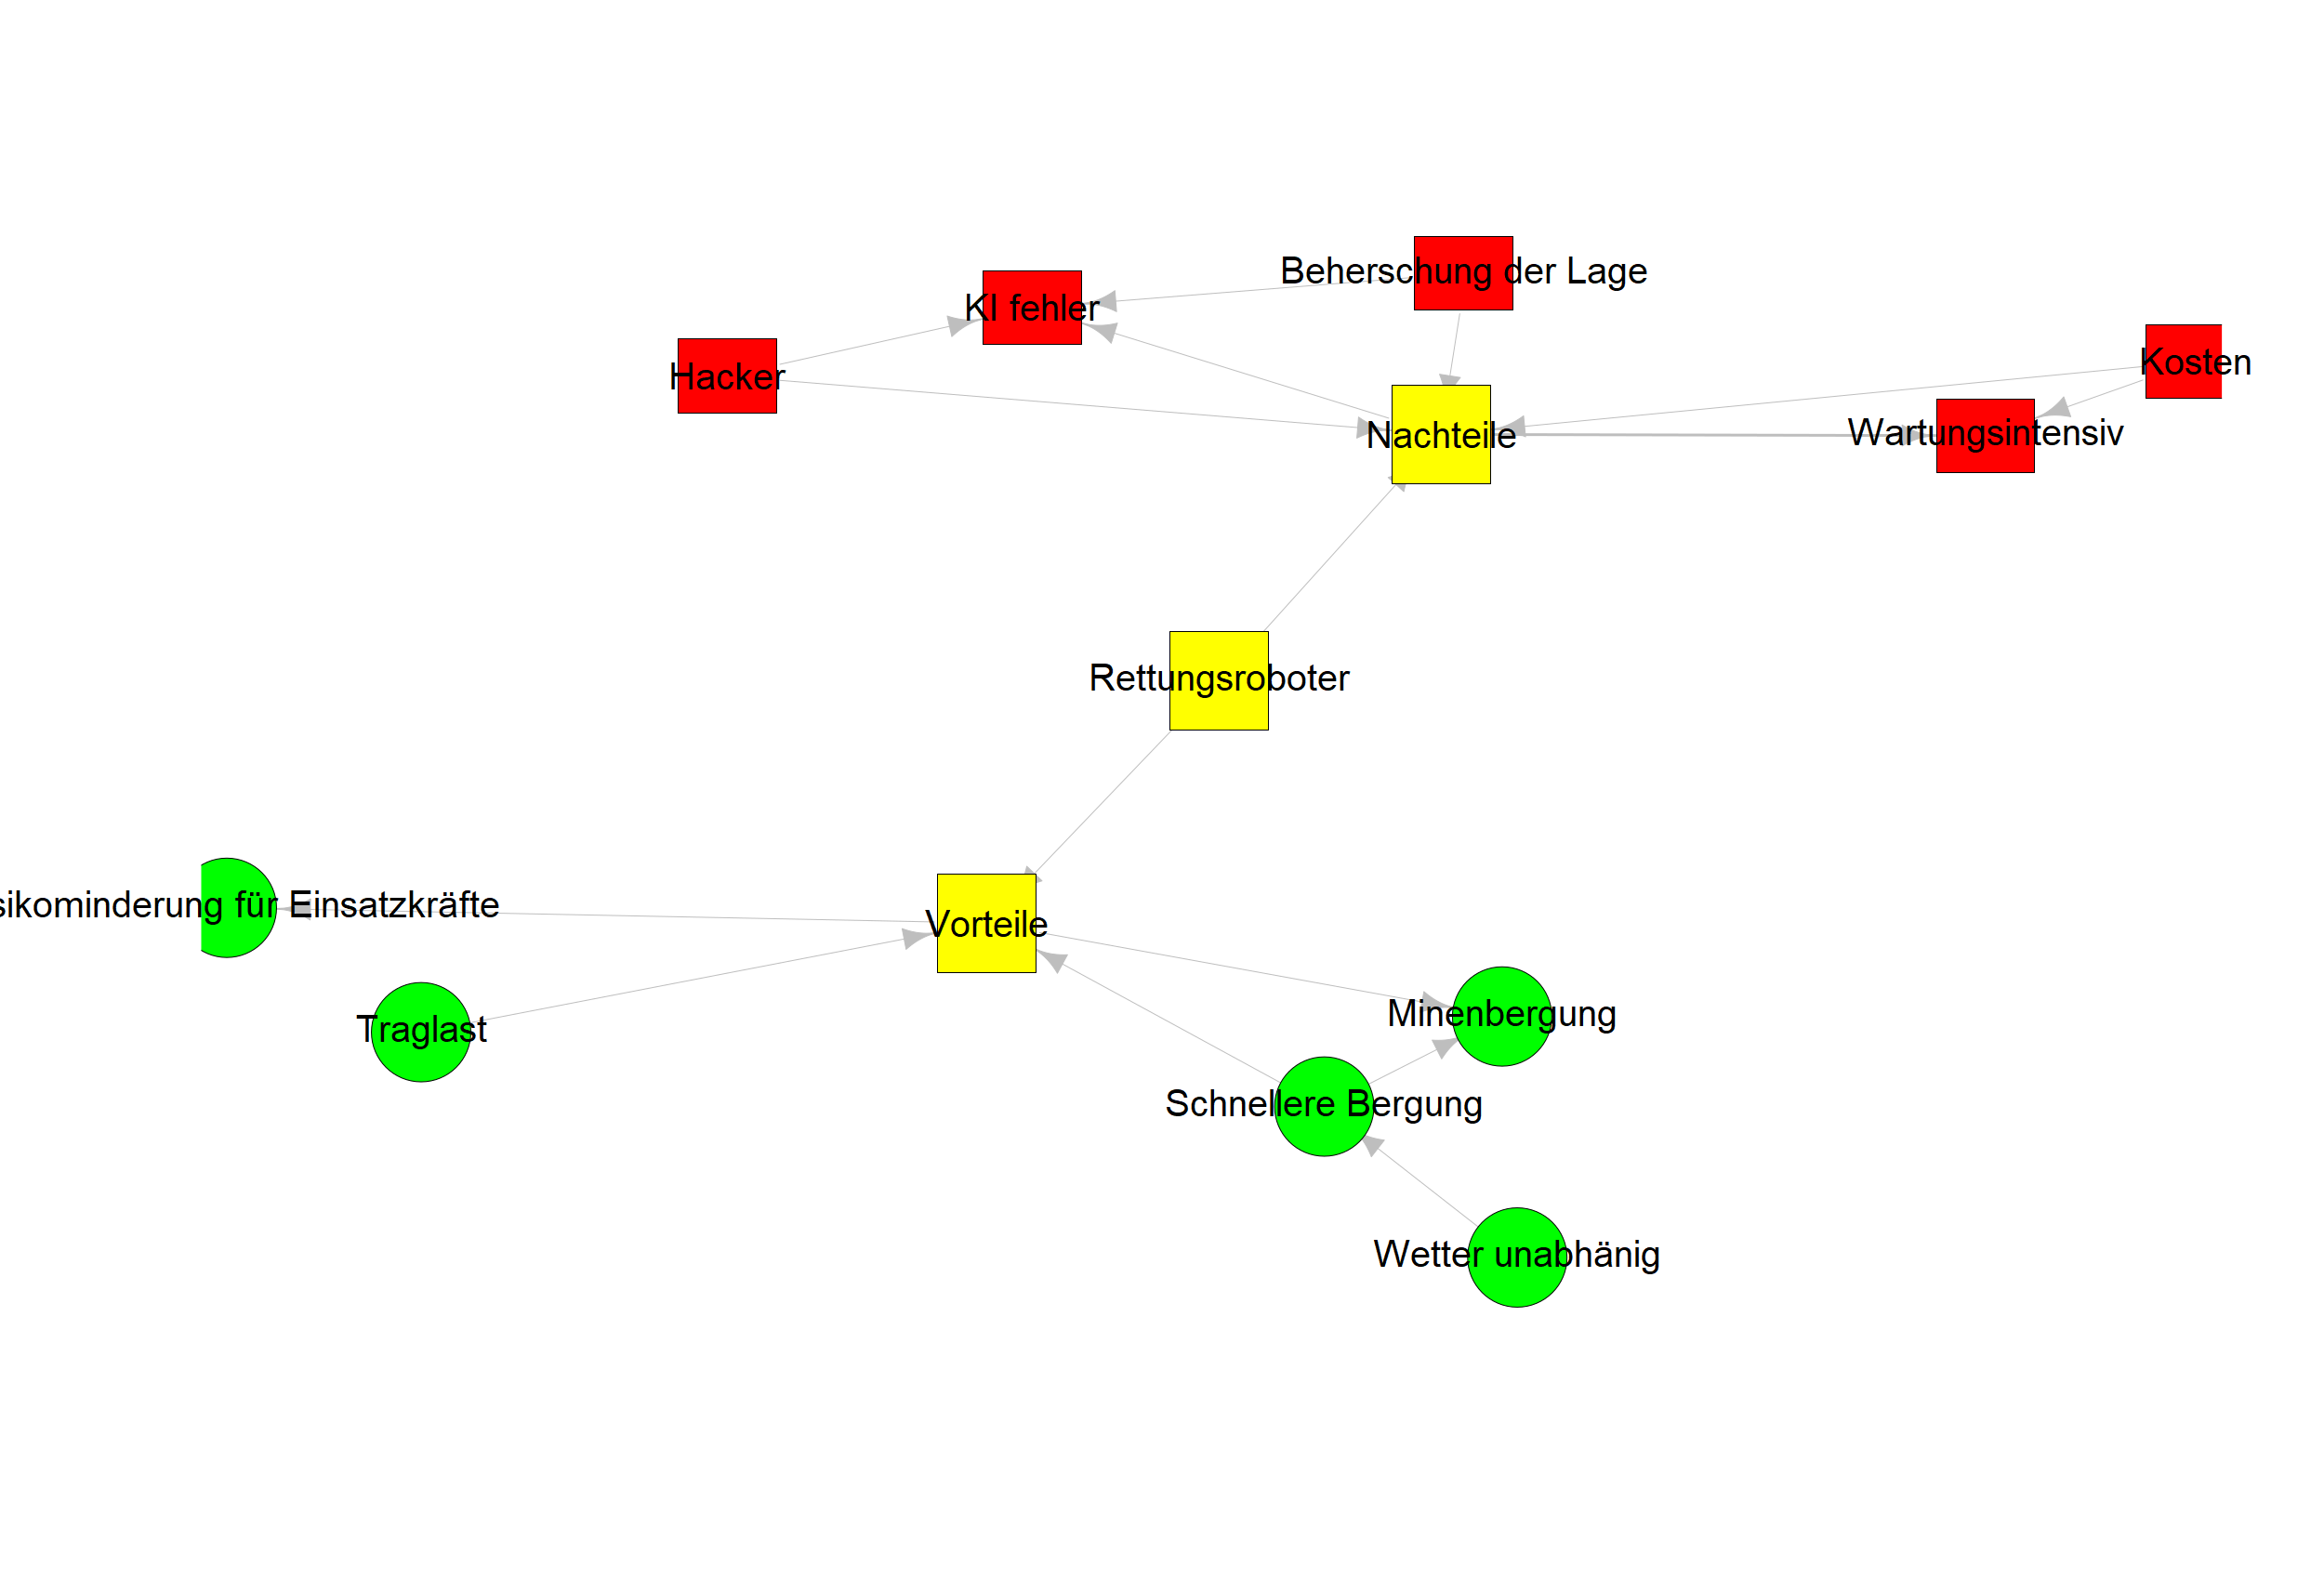 Beherschung der Lage
KI fehler
Kosten
Hacker
Nachteile
Wartungsintensiv
Rettungsroboter
sikominderung für Einsatzkräfte
Vorteile
Traglast
Minenbergung
Schnellere Bergung
Wetter unabhänig